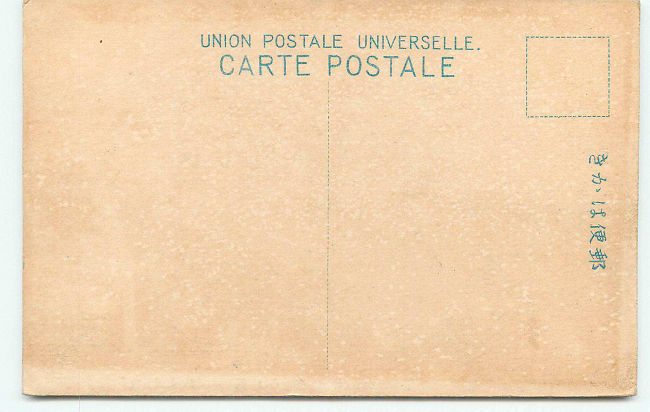 UNION POSTALE UNIVERSELLE.
CARTE POSTALE
きかは便郵